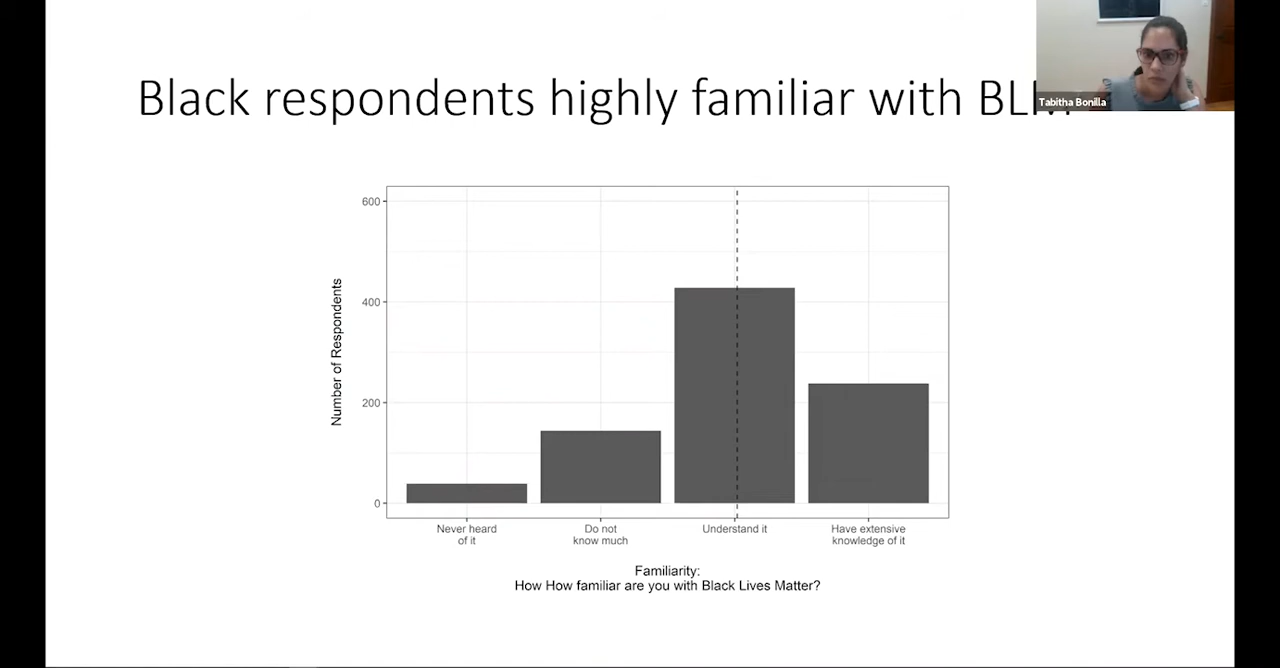 Black respondents highly familiar with
Tabitha Bonilla
600
400
200
0
Number of Respondents
Never heard
of it
Do not
know much
Understand it
Have extensive
knowledge of it
Familiarity:
How How familiar are you with Black Lives Matter?